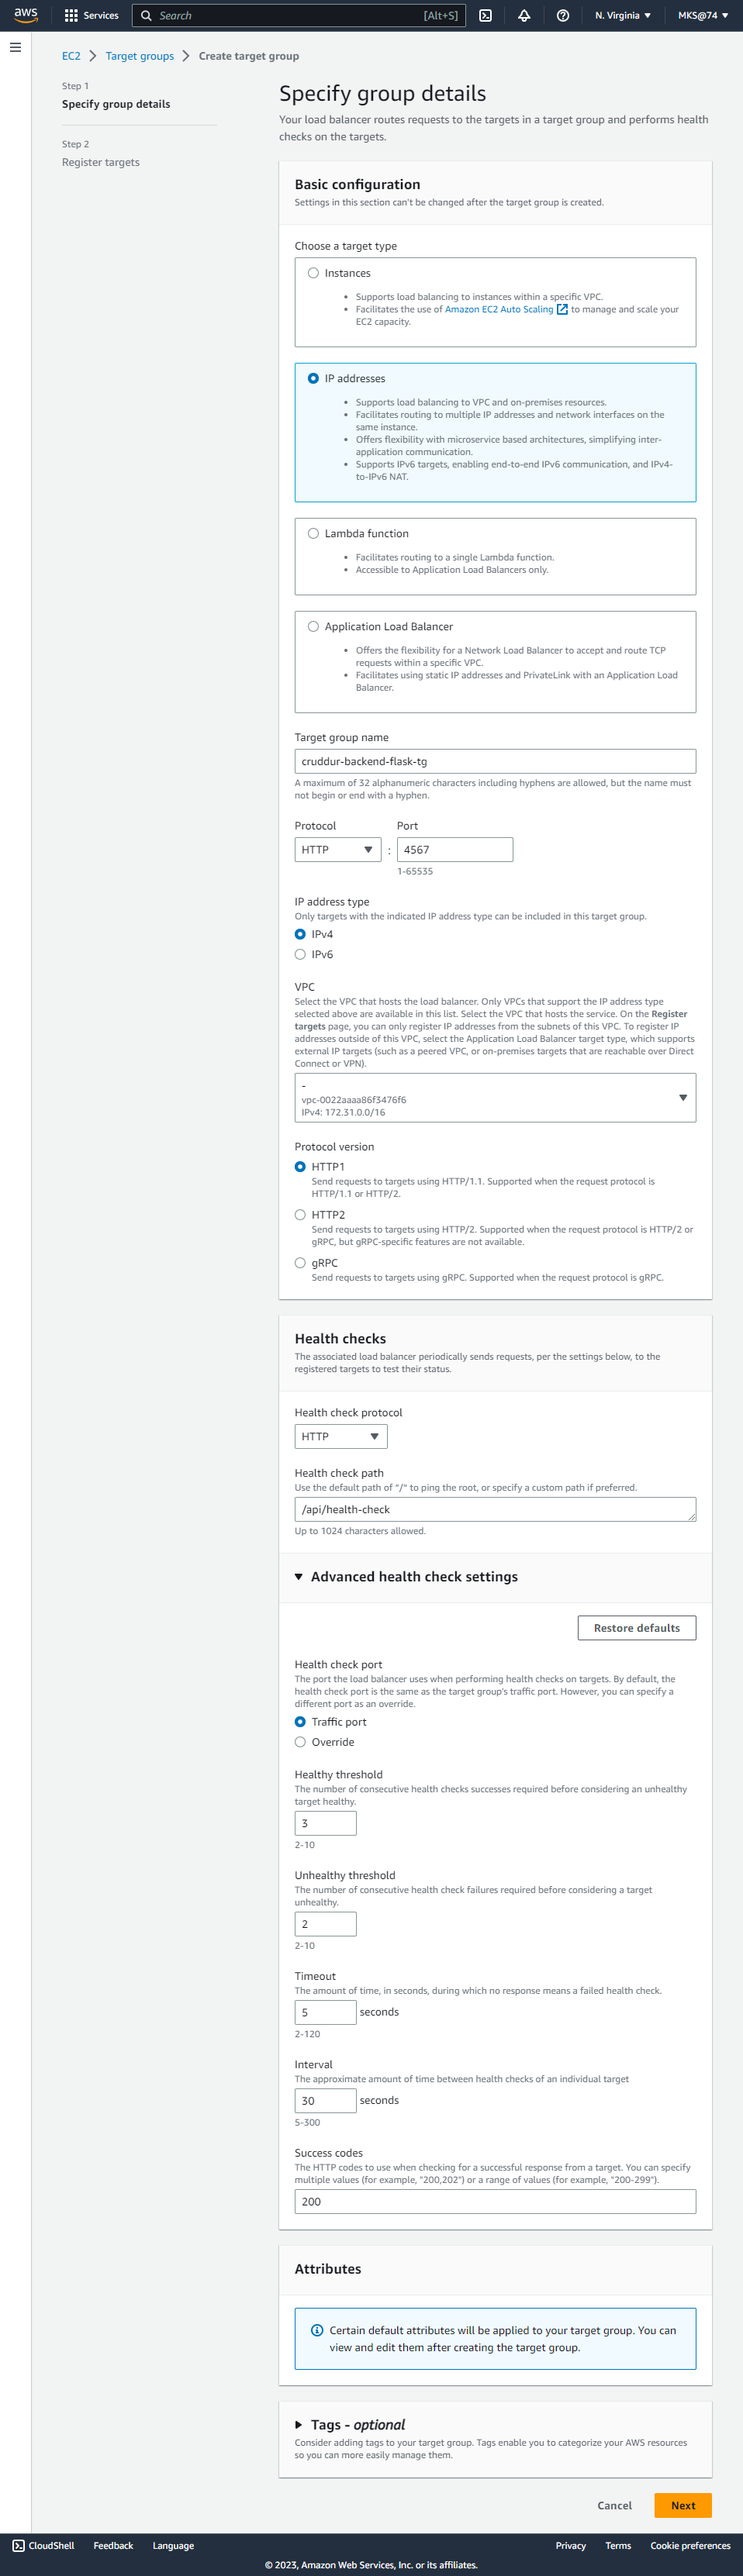 aws
Services
Search
[Alt+S]
N. Virginia
MKS@74
EC2
Target groups
Create target group
Step 1
Specify group details
Step 2
Register targets
Specify group details
Your load balancer routes requests to the targets in a target group and performs health
checks on the targets.
Basic configuration
Settings in this section can't be changed after the target group is created.
Choose a target type
Instances
• Supports load balancing to instances within a specific VPC.
• Facilitates the use of Amazon EC2 Auto Scaling to manage and scale your
EC2 capacity.
IP addresses
• Supports load balancing to VPC and on-premises resources.
• Facilitates routing to multiple IP addresses and network interfaces on the
same instance.
• Offers flexibility with microservice based architectures, simplifying inter-
application communication.
• Supports IPv6 targets, enabling end-to-end IPv6 communication, and IPv4-
to-IPv6 NAT.
Lambda function
• Facilitates routing to a single Lambda function.
• Accessible to Application Load Balancers only.
Application Load Balancer
• Offers the flexibility for a Network Load Balancer to accept and route TCP
requests within a specific VPC.
• Facilitates using static IP addresses and PrivateLink with an Application Load
Balancer.
Target group name
cruddur-backend-flask-tg
A maximum of 32 alphanumeric characters including hyphens are allowed, but the name must
not begin or end with a hyphen.
Protocol Port
HTTP : 4567
1-65535
IP address type
Only targets with the indicated IP address type can be included in this target group.
IPv4
IPv6
VPC
Select the VPC that hosts the load balancer. Only VPCs that support the IP address type
selected above are available in this list. Select the VPC that hosts the service. On the Register
targets page, you can only register IP addresses from the subnets of this VPC. To register IP
addresses outside of this VPC, select the Application Load Balancer target type, which supports
external IP targets (such as a peered VPC, or on-premises targets that are reachable over Direct
Connect or VPN).
-
vpc-0022aaaa86f3476f6
IPv4: 172.31.0.0/16
Protocol version
HTTP1
Send requests to targets using HTTP/1.1. Supported when the request protocol is
HTTP/1.1 or HTTP/2.
HTTP2
Send requests to targets using HTTP/2. Supported when the request protocol is HTTP/2 or
gRPC, but gRPC-specific features are not available.
gRPC
Send requests to targets using gRPC. Supported when the request protocol is gRPC.
Health checks
The associated load balancer periodically sends requests, per the settings below, to the
registered targets to test their status.
Health check protocol
HTTP
Health check path
Use the default path of "/" to ping the root, or specify a custom path if preferred.
/api/health-check
Up to 1024 characters allowed.
Advanced health check settings
Restore defaults
Health check port
The port the load balancer uses when performing health checks on targets. By default, the
health check port is the same as the target group's traffic port. However, you can specify a
different port as an override.
Traffic port
Override
Healthy threshold
The number of consecutive health checks successes required before considering an unhealthy
target healthy.
3
2-10
Unhealthy threshold
The number of consecutive health check failures required before considering a target
unhealthy.
2
2-10
Timeout
The amount of time, in seconds, during which no response means a failed health check.
5 seconds
2-120
Interval
The approximate amount of time between health checks of an individual target
30 seconds
5-300
Success codes
The HTTP codes to use when checking for a successful response from a target. You can specify
multiple values (for example, "200,202") or a range of values (for example, "200-299").
200
Attributes
Certain default attributes will be applied to your target group. You can
view and edit them after creating the target group.
Tags - optional
Consider adding tags to your target group. Tags enable you to categorize your AWS resources
so you can more easily manage them.
Cancel Next
CloudShell Feedback Language Privacy Terms Cookie preferences
© 2023, Amazon Web Services, Inc. or its affiliates.